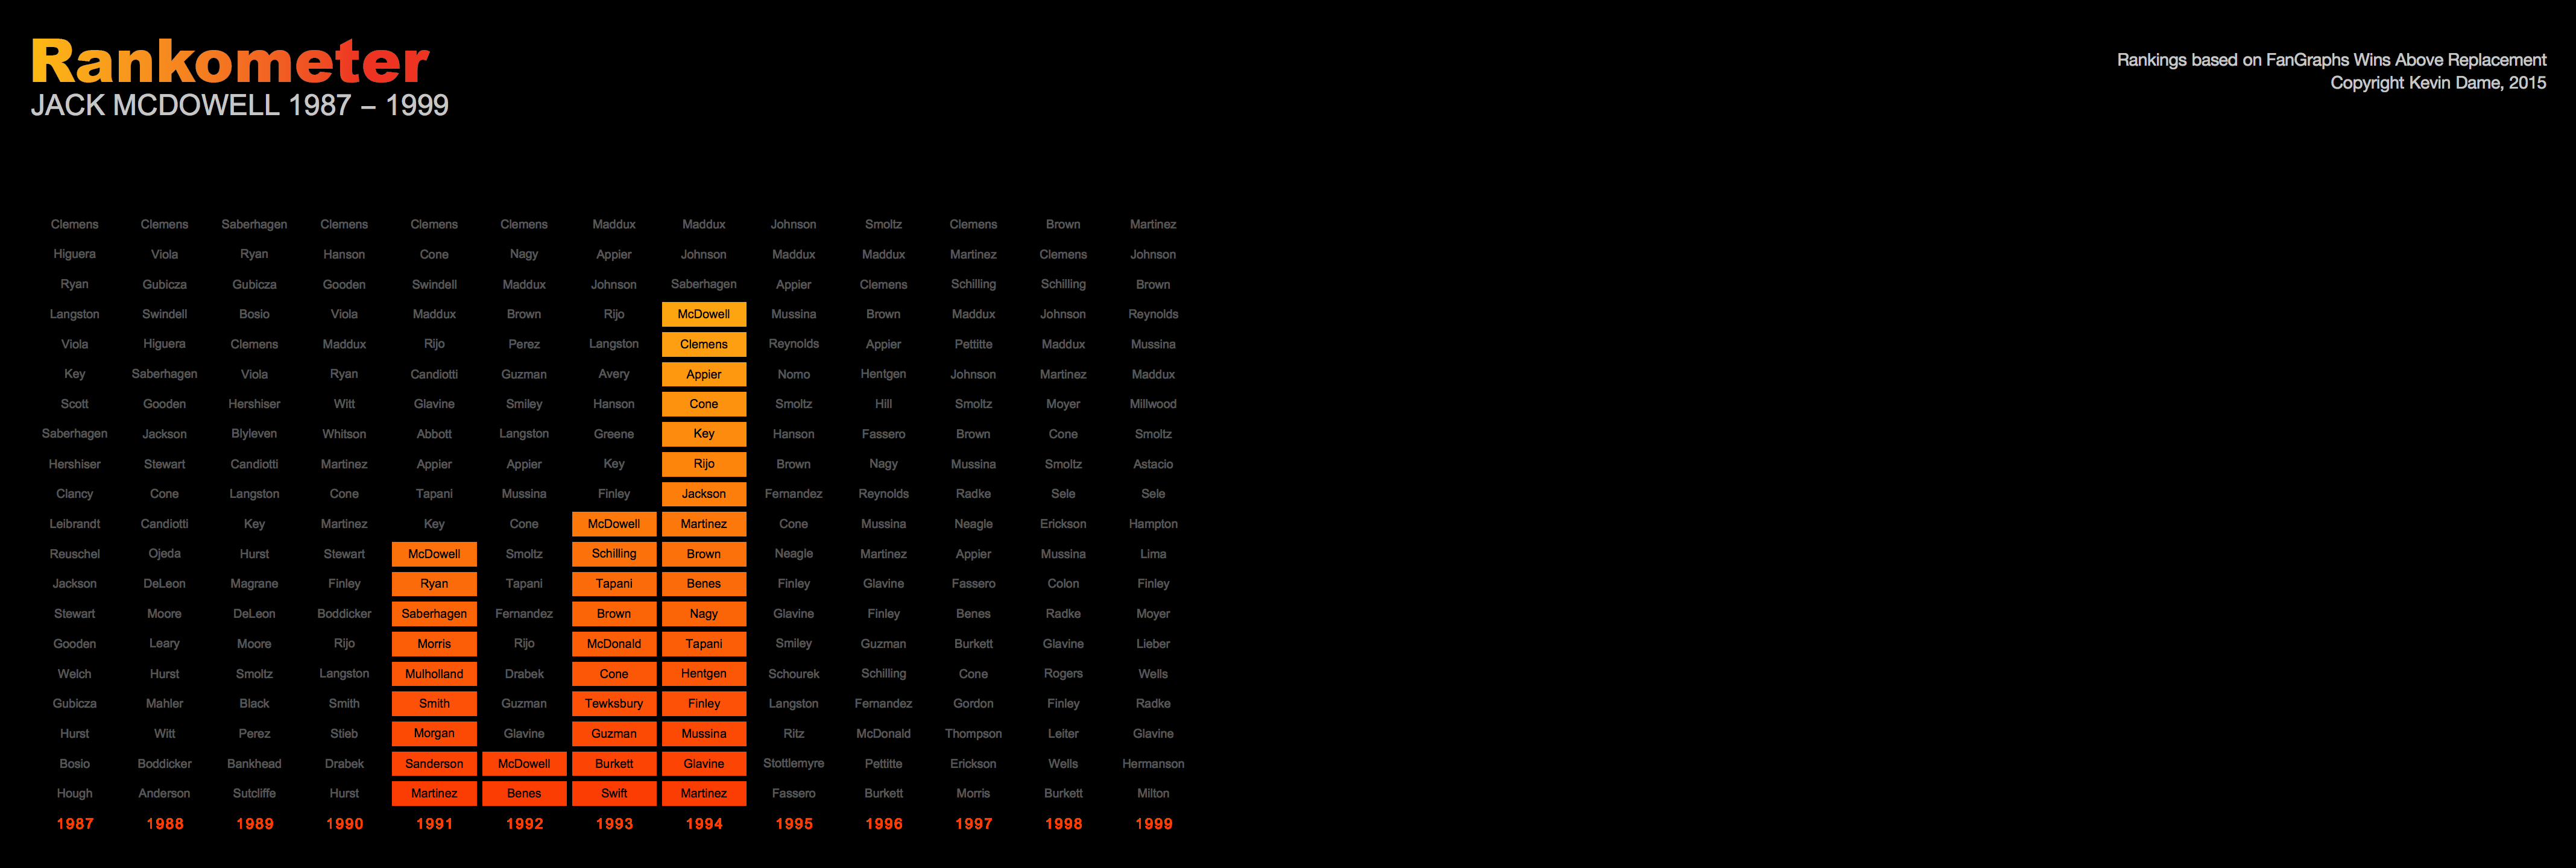 Rankometer
JACK MCDOWELL 1987 – 1999
Rankings based on FanGraphs Wins Above Replacement
Copyright Kevin Dame, 2015
Clemens Clemens Saberhagen Clemens Clemens Clemens Maddux Maddux Johnson Smoltz Clemens Brown Martinez
Higuera Viola Ryan Hanson Cone Nagy Appier Johnson Maddux Maddux Martinez Clemens Johnson
Ryan Gubicza Gubicza Gooden Swindell Maddux Johnson Saberhagen Appier Clemens Schilling Schilling Brown
Langston Swindell Bosio Viola Maddux Brown Rijo McDowell Mussina Brown Maddux Johnson Reynolds
Viola Higuera Clemens Maddux Rijo Perez Langston Clemens Reynolds Appier Pettitte Maddux Mussina
Key Saberhagen Viola Ryan Candiotti Guzman Avery Appier Nomo Hentgen Johnson Martinez Maddux
Scott Gooden Hershiser Witt Glavine Smiley Hanson Cone Smoltz Hill Smoltz Moyer Millwood
Saberhagen Jackson Blyleven Whitson Abbott Langston Greene Key Hanson Fassero Brown Cone Smoltz
Hershiser Stewart Candiotti Martinez Appier Appier Key Rijo Brown Nagy Mussina Smoltz Astacio
Clancy Cone Langston Cone Tapani Mussina Finley Jackson Fernandez Reynolds Radke Sele Sele
Leibrandt Candiotti Key Martinez Key Cone McDowell Martinez Cone Mussina Neagle Erickson Hampton
Reuschel Ojeda Hurst Stewart McDowell Smoltz Schilling Brown Neagle Martinez Appier Mussina Lima
Jackson DeLeon Magrane Finley Ryan Tapani Tapani Benes Finley Glavine Fassero Colon Finley
Stewart Moore DeLeon Boddicker Saberhagen Fernandez Brown Nagy Glavine Finley Benes Radke Moyer
Gooden Leary Moore Rijo Morris Rijo McDonald Tapani Smiley Guzman Burkett Glavine Lieber
Welch Hurst Smoltz Langston Mulholland Drabek Cone Hentgen Schourek Schilling Cone Rogers Wells
Gubicza Mahler Black Smith Smith Guzman Tewksbury Finley Langston Fernandez Gordon Finley Radke
Hurst Witt Perez Stieb Morgan Glavine Guzman Mussina Ritz McDonald Thompson Leiter Glavine
Bosio Boddicker Bankhead Drabek Sanderson McDowell Burkett Glavine Stottlemyre Pettitte Erickson Wells Hermanson
Hough Anderson Sutcliffe Hurst Martinez Benes Swift Martinez Fassero Burkett Morris Burkett Milton
1987 1988 1989 1990 1991 1992 1993 1994 1995 1996 1997 1998 1999